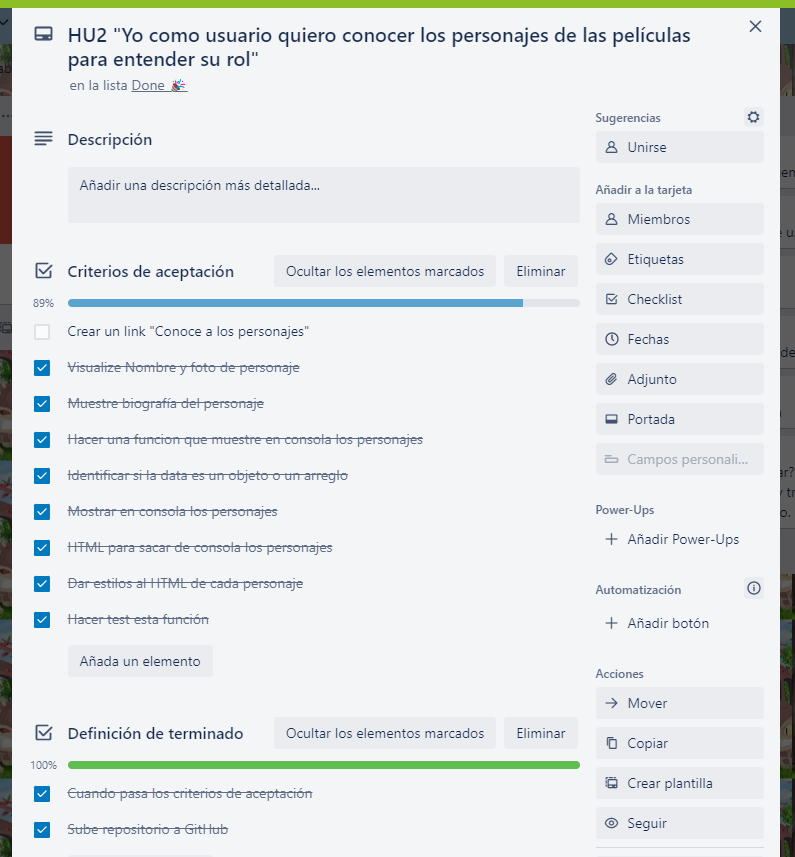 HU2 "Yo como usuario quiero conocer los personajes de las películas
para entender su rol"
en la lista Done 🎉
Descripción
Añadir una descripción más detallada...
Criterios de aceptación
Ocultar los elementos marcados
Eliminar
89%
Crear un link "Conoce a los personajes"
Visualize Nombre y foto de personaje
Muestre biografía del personaje
Hacer una funcion que muestre en consola los personajes
Identificar si la data es un objeto o un arreglo
Mostrar en consola los personajes
HTML para sacar de consola los personajes
Dar estilos al HTML de cada personaje
Hacer test esta función
Añada un elemento
Definición de terminado
Ocultar los elementos marcados
Eliminar
100%
Cuando pasa los criterios de aceptación
Sube repositorio a GitHub
Sugerencias
Unirse
Añadir a la tarjeta
Miembros
Etiquetas
Checklist
Fechas
Adjunto
Portada
Campos personali...
Power-Ups
Añadir Power-Ups
Automatización
Añadir botón
Acciones
Mover
Copiar
Crear plantilla
Seguir